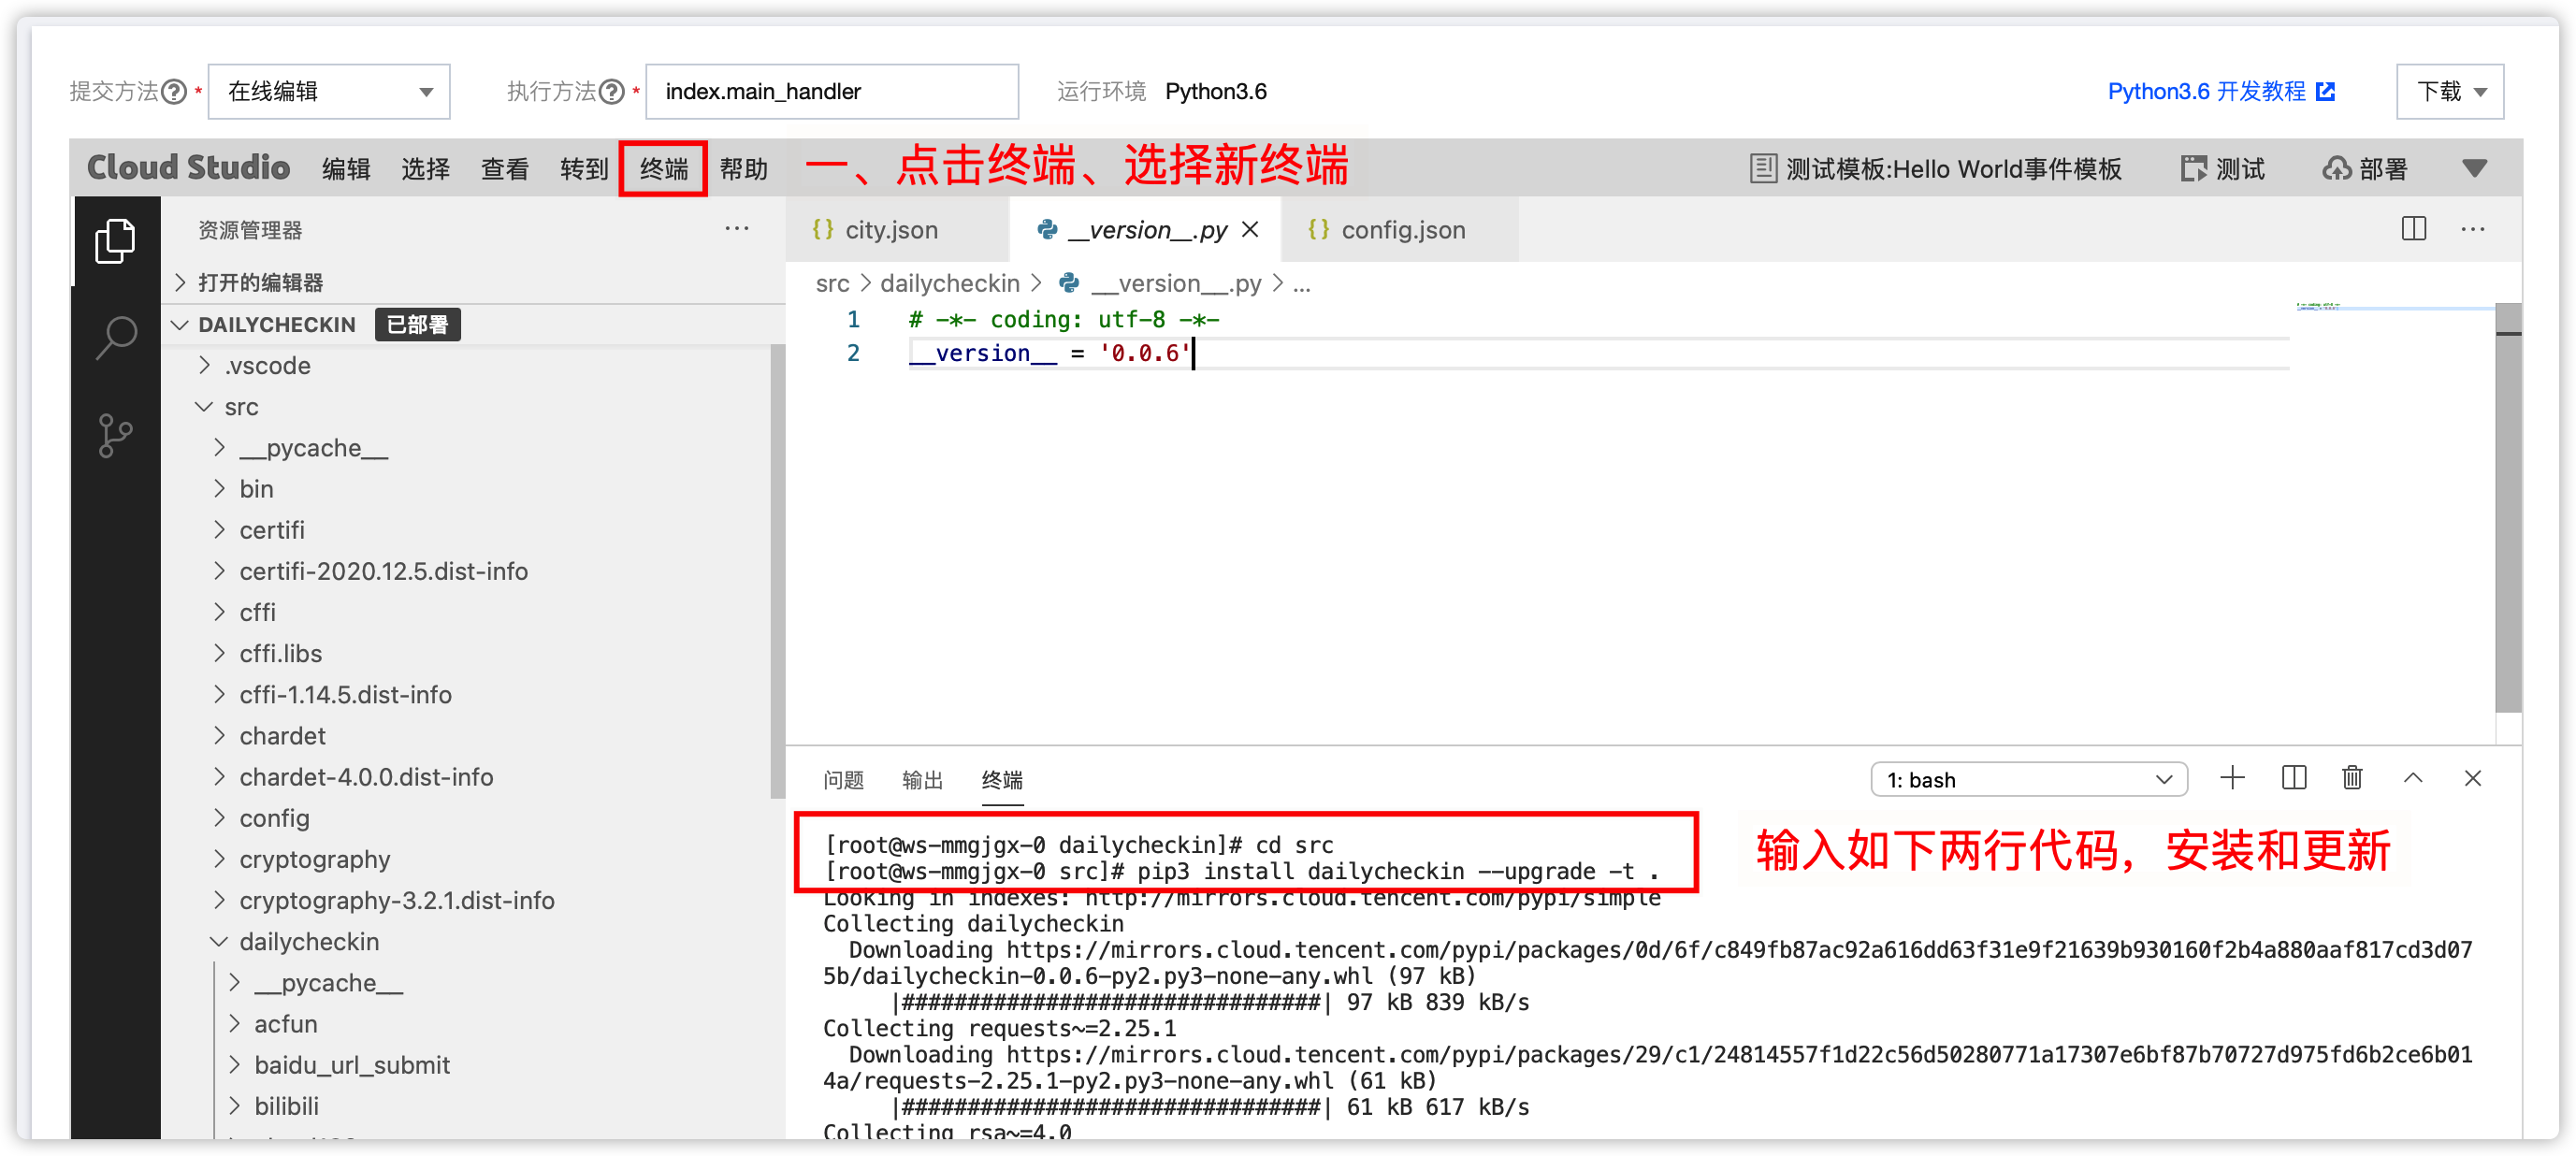 提交方法 * 在线编辑 执行方法 * index.main_handler 运行环境 Python3.6 Python3.6 开发教程 下载
Cloud Studio 编辑 选择 查看 转到 终端 帮助 一、点击终端、选择新终端 测试模板:Hello World事件模板 测试 部署
资源管理器 ... {} city.json __version__.py × {} config.json ...
打开的编辑器
src > dailycheckin > __version__.py > ...
DAILYCHECKIN 已部署
1 # -*- coding: utf-8 -*-
2 __version__ = '0.0.6'
> .vscode
src
> __pycache__
> bin
> certifi
> certifi-2020.12.5.dist-info
> cffi
> cffi.libs
> cffi-1.14.5.dist-info
> chardet
> chardet-4.0.0.dist-info
> config
> cryptography
> cryptography-3.2.1.dist-info
dailycheckin
> __pycache__
> acfun
> baidu_url_submit
> bilibili
问题 输出 终端 1: bash
[root@ws-mmgjgx-0 dailycheckin]# cd src
[root@ws-mmgjgx-0 src]# pip3 install dailycheckin --upgrade -t .
输入如下两行代码，安装和更新
Looking in indexes: http://mirrors.cloud.tencent.com/pypi/simple
Collecting dailycheckin
Downloading https://mirrors.cloud.tencent.com/pypi/packages/0d/6f/c849fb87ac92a616dd63f31e9f21639b930160f2b4a880aaf817cd3d07
5b/dailycheckin-0.0.6-py2.py3-none-any.whl (97 kB)
|################################| 97 kB 839 kB/s
Collecting requests~=2.25.1
Downloading https://mirrors.cloud.tencent.com/pypi/packages/29/c1/24814557f1d22c56d50280771a17307e6bf87b70727d975fd6b2ce6b01
4a/requests-2.25.1-py2.py3-none-any.whl (61 kB)
|################################| 61 kB 617 kB/s
Collecting rsa~=4.0